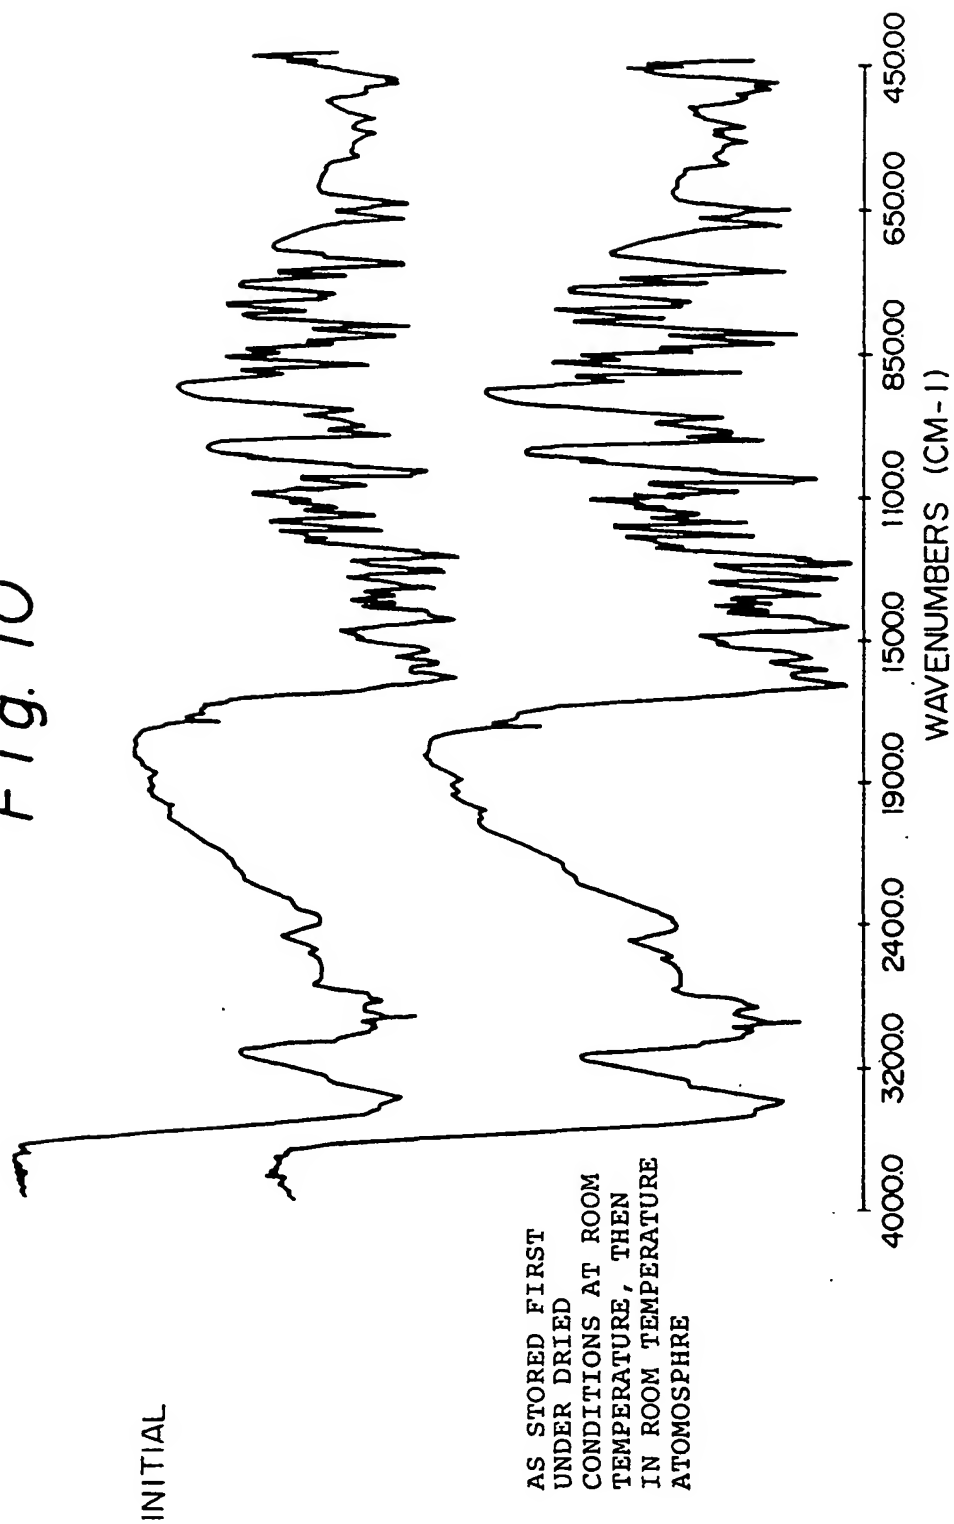 Fig. 10
INITIAL
AS STORED FIRST
UNDER DRIED
CONDITIONS AT ROOM
TEMPERATURE, THEN
IN ROOM TEMPERATURE
ATOMOSPHRE
4000.0 3200.0 2400.0 1900.0 1500.0 1100.0 850.00 650.00 450.00
WAVENUMBERS (CM-1)